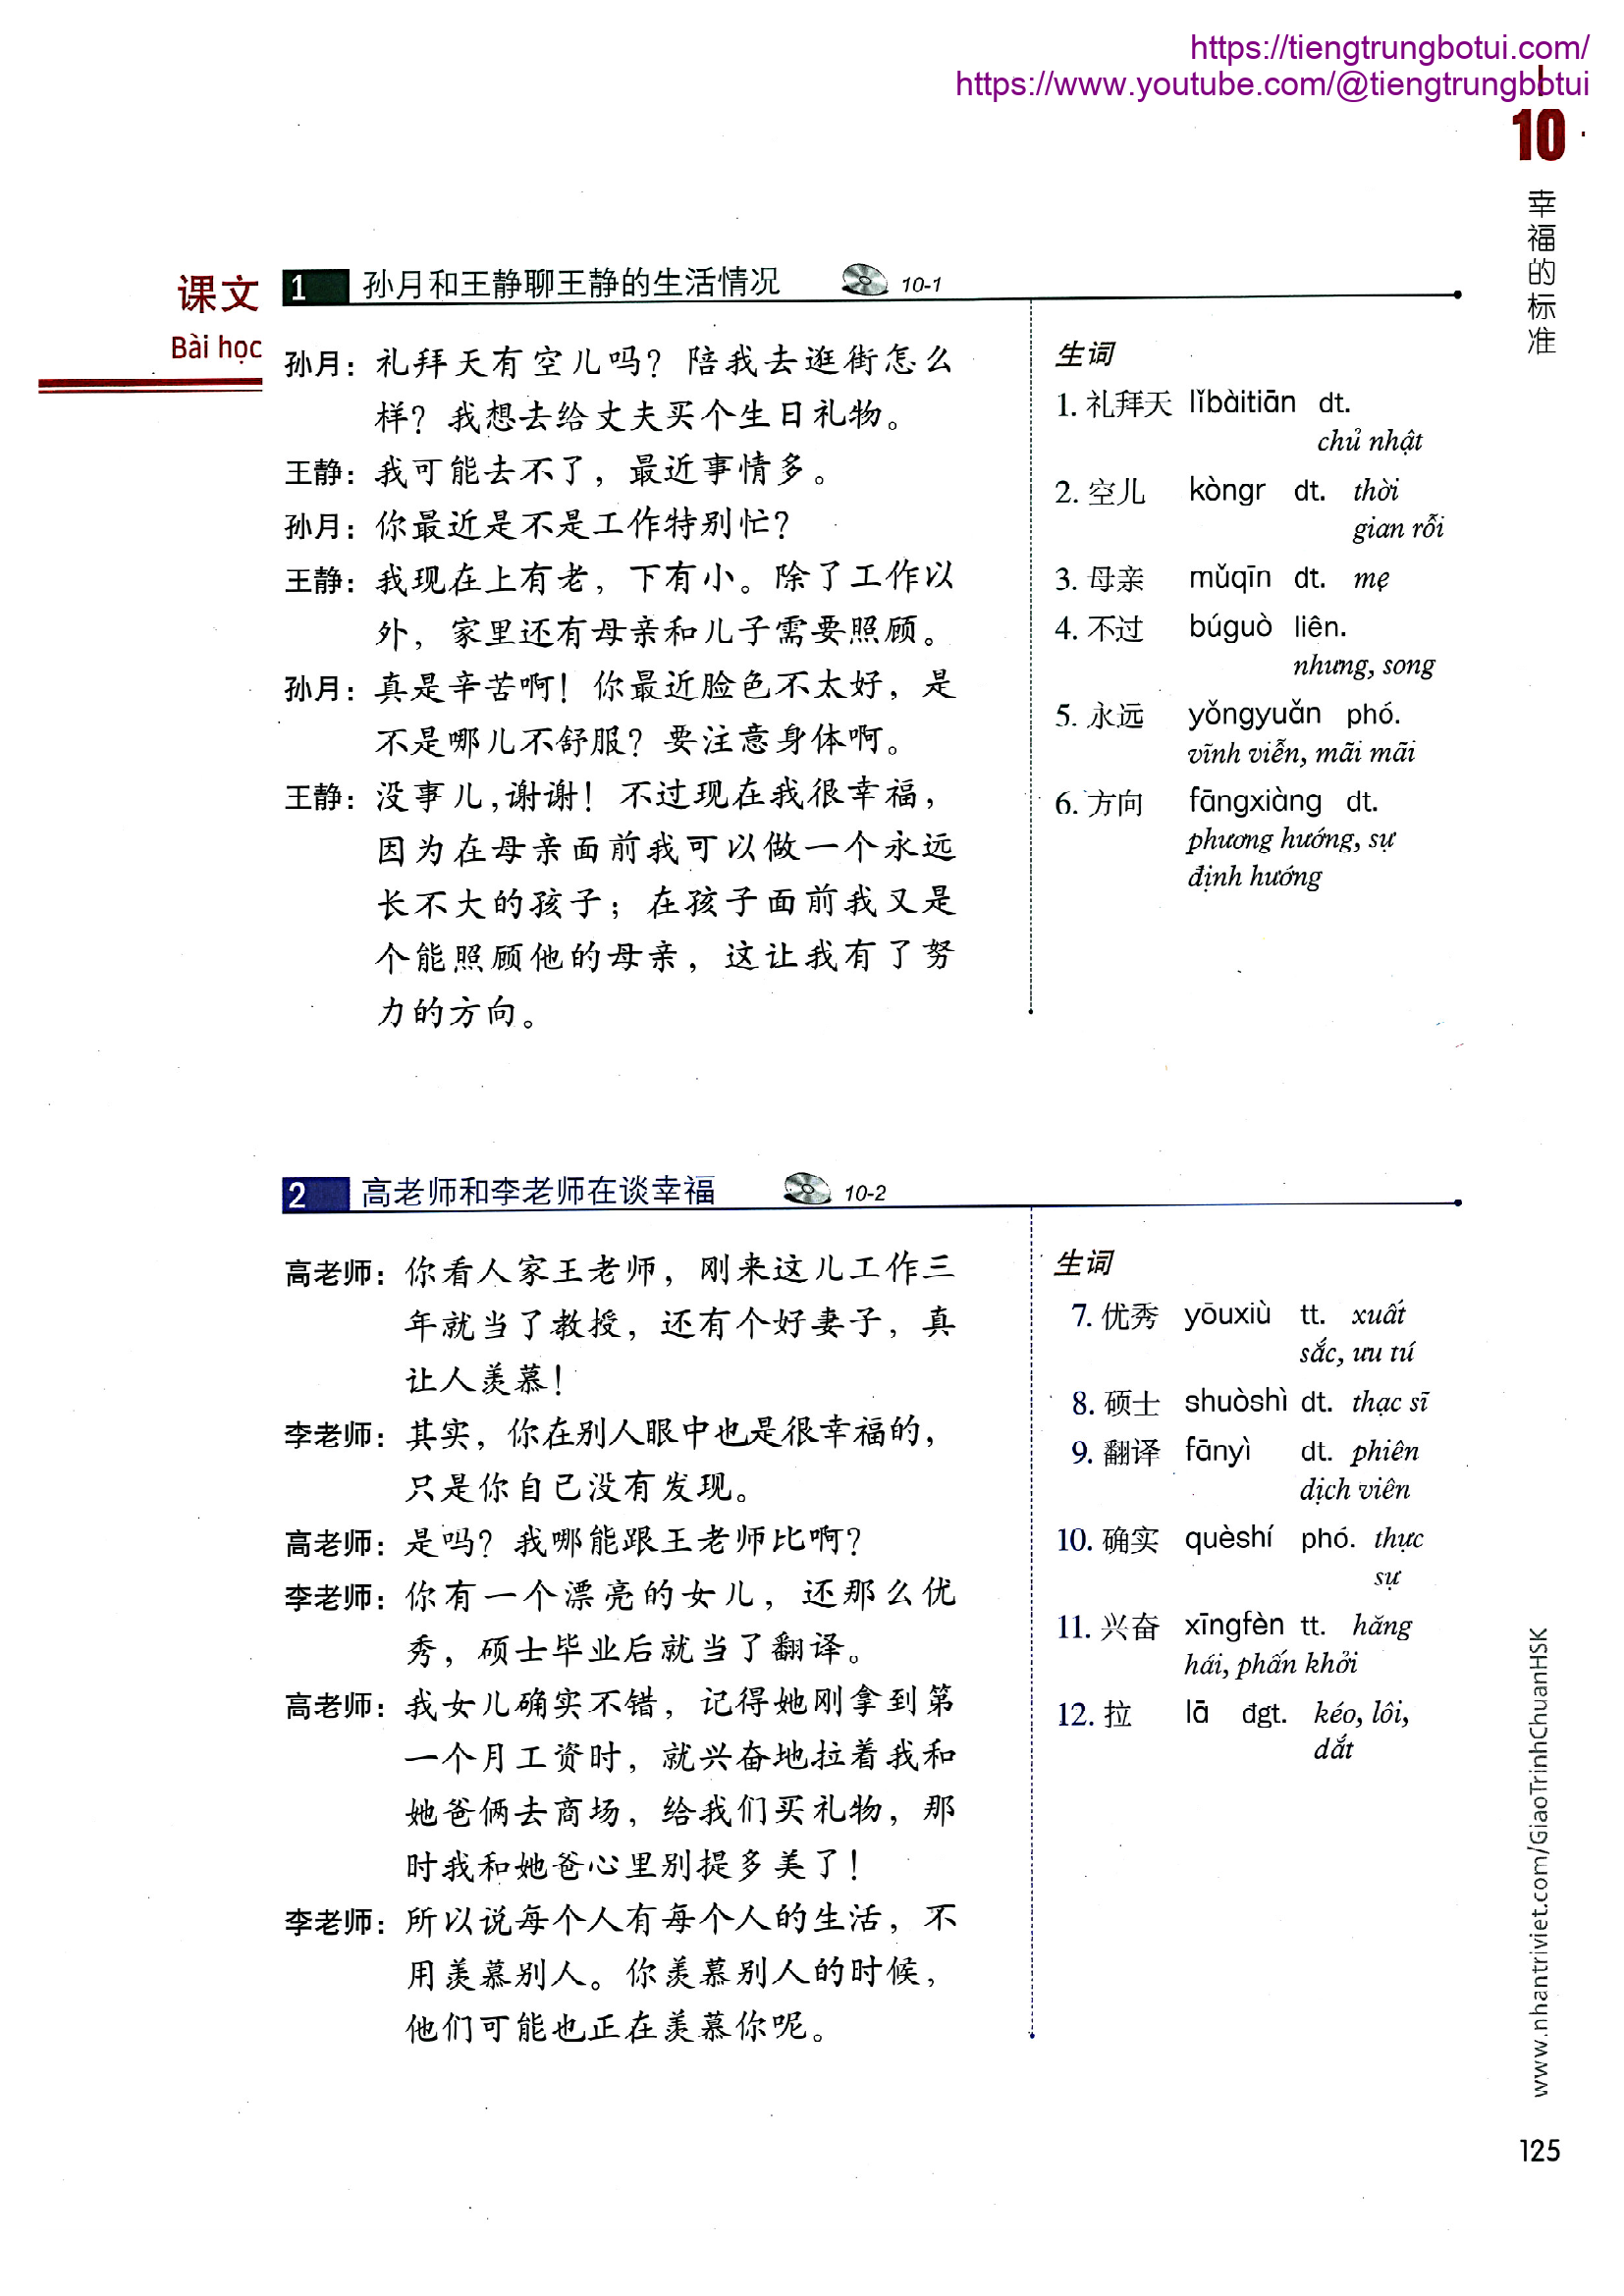 https://tiengtrungbotui.com/
https://www.youtube.com/@tiengtrungbotui
10
幸福的标准
课文
Bài học
1 孙月和王静聊王静的生活情况 10-1
孙月：礼拜天有空儿吗？陪我去逛街怎么
样？我想去给丈夫买个生日礼物。
王静：我可能去不了，最近事情多。
孙月：你最近是不是工作特别忙？
王静：我现在上有老，下有小。除了工作以
外，家里还有母亲和儿子需要照顾。
孙月：真是辛苦啊！你最近脸色不太好，是
不是哪儿不舒服？要注意身体啊。
王静：没事儿，谢谢！不过现在我很幸福，
因为在母亲面前我可以做一个永远
长不大的孩子；在孩子面前我又是
个能照顾他的母亲，这让我有了努
力的方向。
生词
1. 礼拜天 lǐbàitiān dt.
chủ nhật
2. 空儿 kòngr dt. thời
gian rỗi
3. 母亲 mǔqīn dt. mẹ
4. 不过 búguò liên.
nhưng, song
5. 永远 yǒngyuǎn phó.
vĩnh viễn, mãi mãi
6. 方向 fāngxiàng dt.
phương hướng, sự
định hướng
2 高老师和李老师在谈幸福 10-2
高老师：你看人家王老师，刚来这儿工作三
年就当了教授，还有个好妻子，真
让人羡慕！
李老师：其实，你在别人眼中也是很幸福的，
只是你自己没有发现。
高老师：是吗？我哪能跟王老师比啊？
李老师：你有一个漂亮的女儿，还那么优
秀，硕士毕业后就当了翻译。
高老师：我女儿确实不错，记得她刚拿到第
一个月工资时，就兴奋地拉着我和
她爸俩去商场，给我们买礼物，那
时我和她爸心里别提多美了！
李老师：所以说每个人有每个人的生活，不
用羡慕别人。你羡慕别人的时候，
他们可能也正在羡慕你呢。
生词
7. 优秀 yōuxiù tt. xuất
sắc, ưu tú
8. 硕士 shuòshì dt. thạc sĩ
9. 翻译 fānyì dt. phiên
dịch viên
10. 确实 quèshí phó. thực
sự
11. 兴奋 xīngfèn tt. hăng
hái, phấn khởi
12. 拉 lā đgt. kéo, lôi,
dắt
www.nhantriviet.com/GiaoTrinhChuanHSK
125